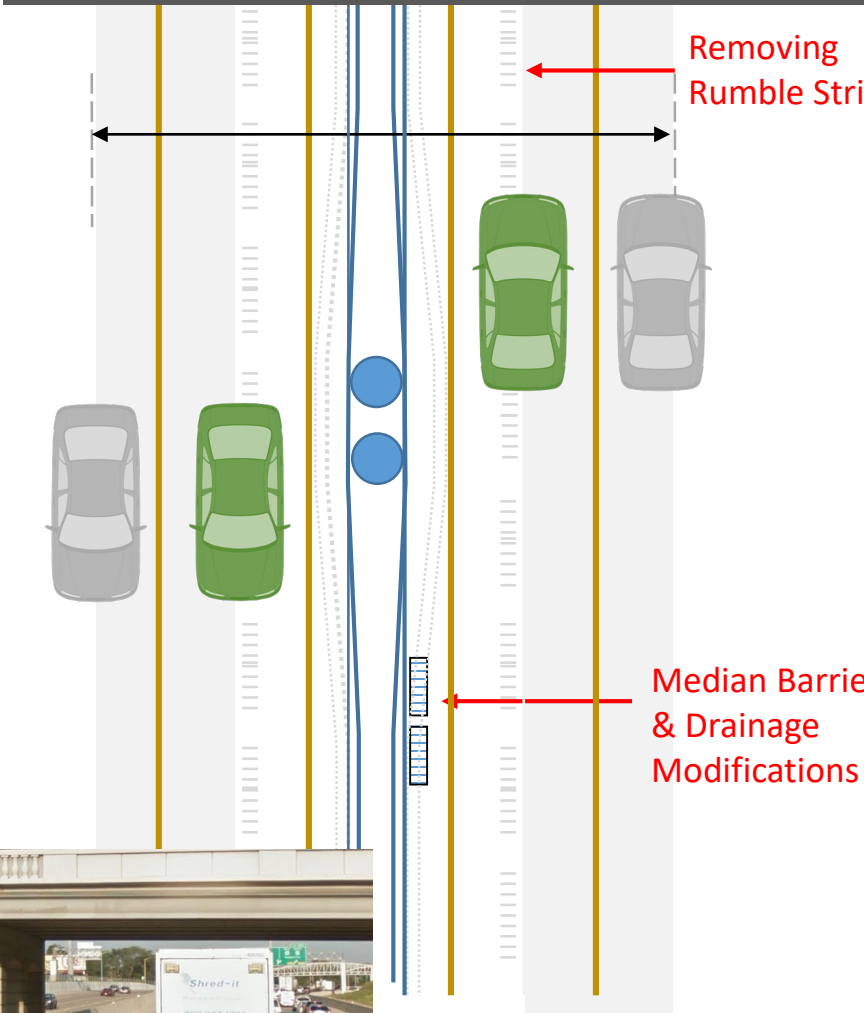 Removing
Rumble Stri
Median Barrie
& Drainage
Modifications
Shred-it